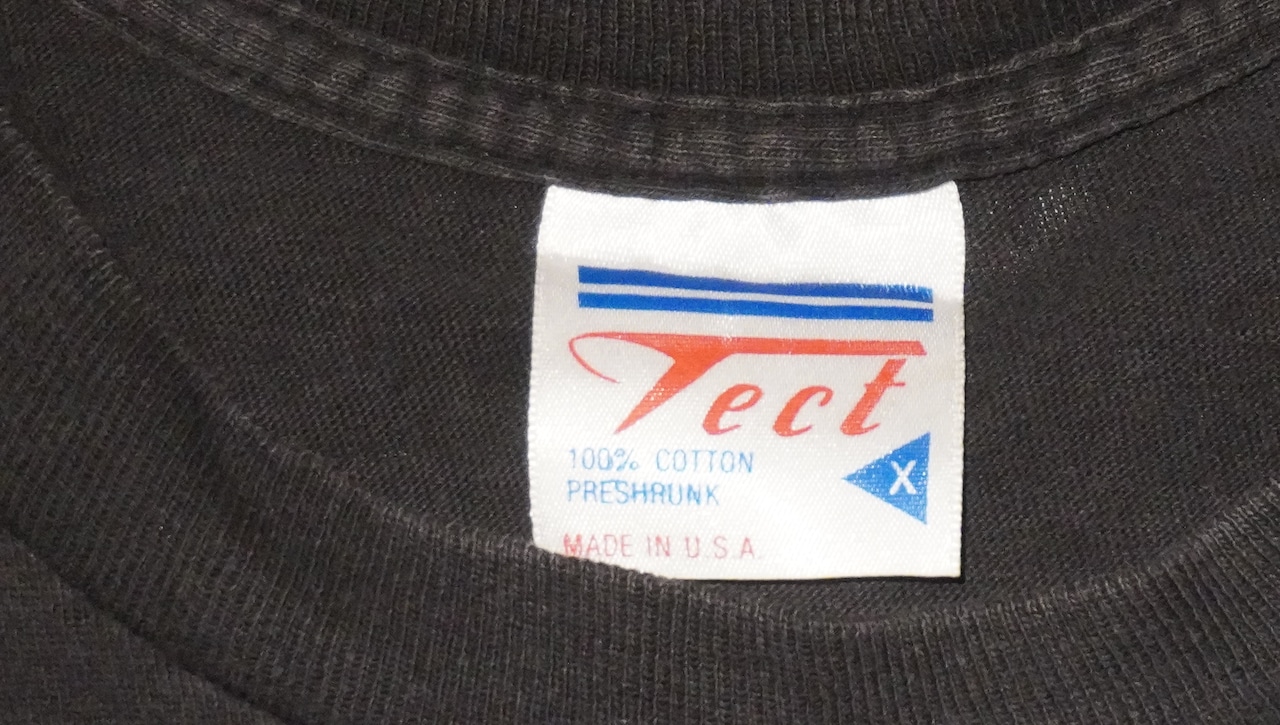 Tect
100% COTTON
PRESHRUNK
X
MADE IN U.S.A.